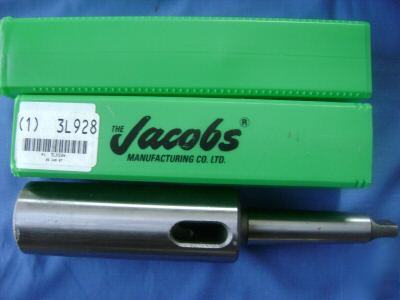 (1) 3L928
THE Jacobs®
MANUFACTURING CO. LTD.